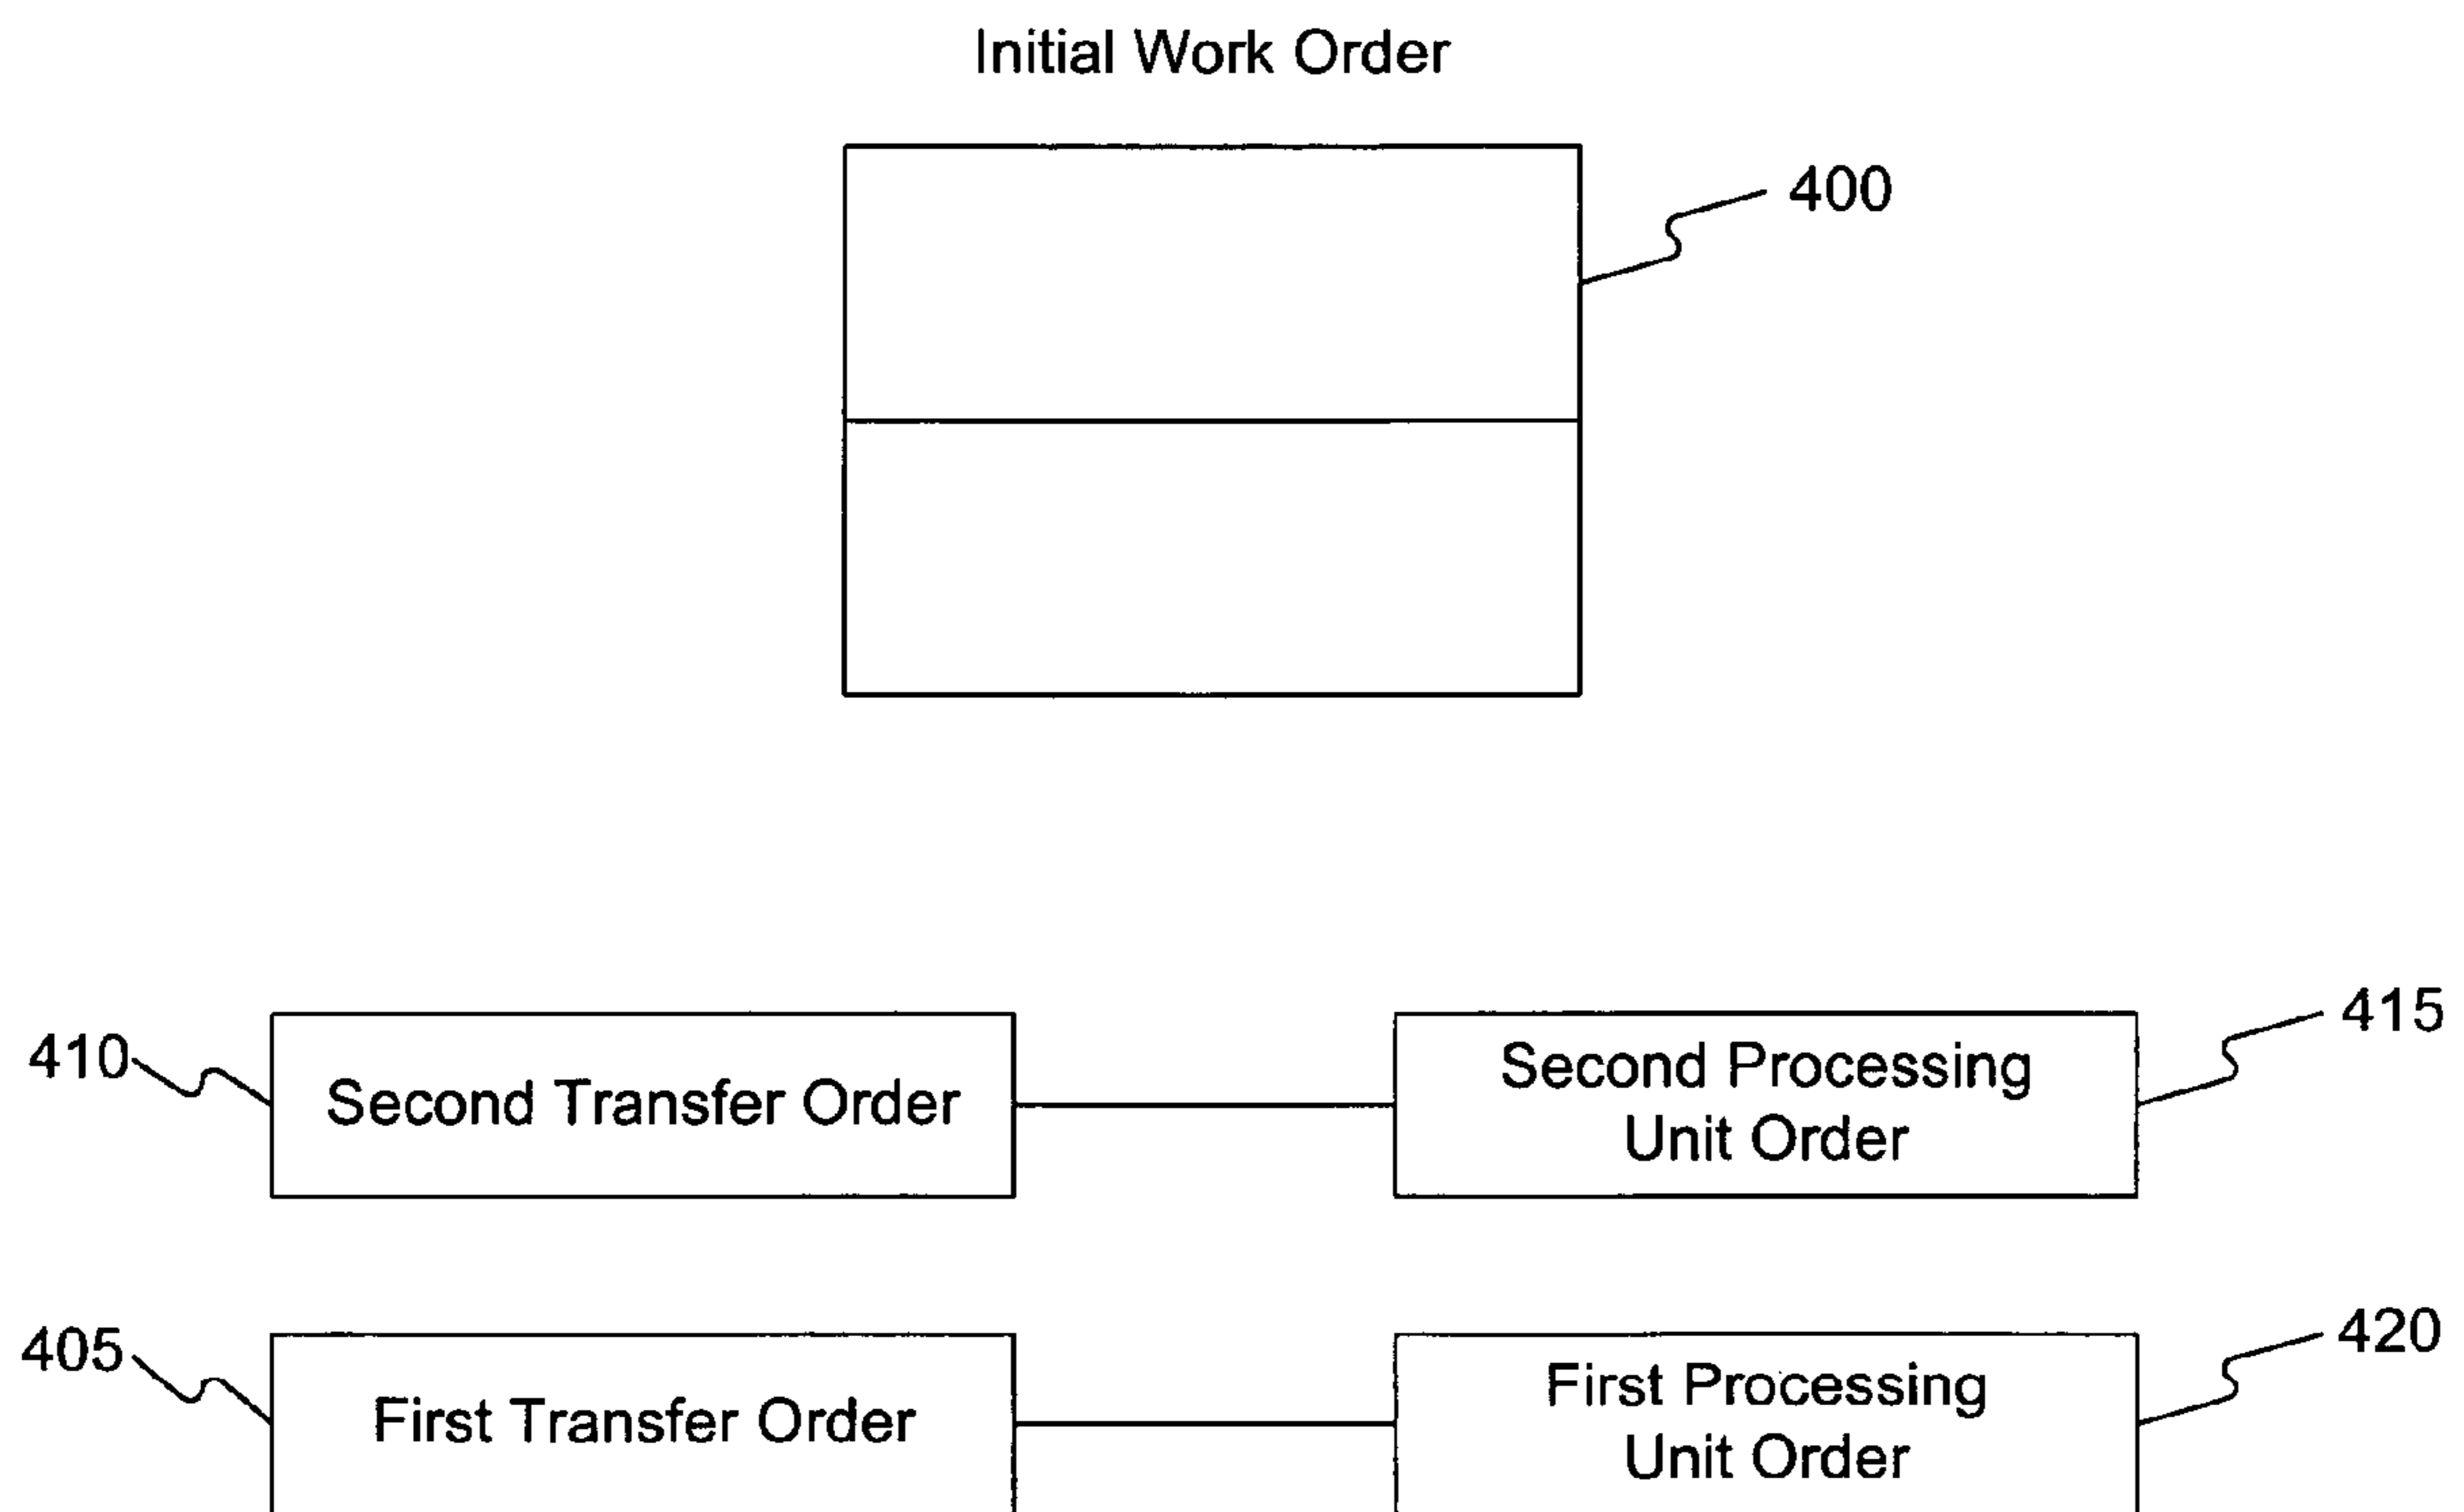 Initial Work Order
400
410
Second Transfer Order
Second Processing
Unit Order
415
405
First Transfer Order
First Processing
Unit Order
420